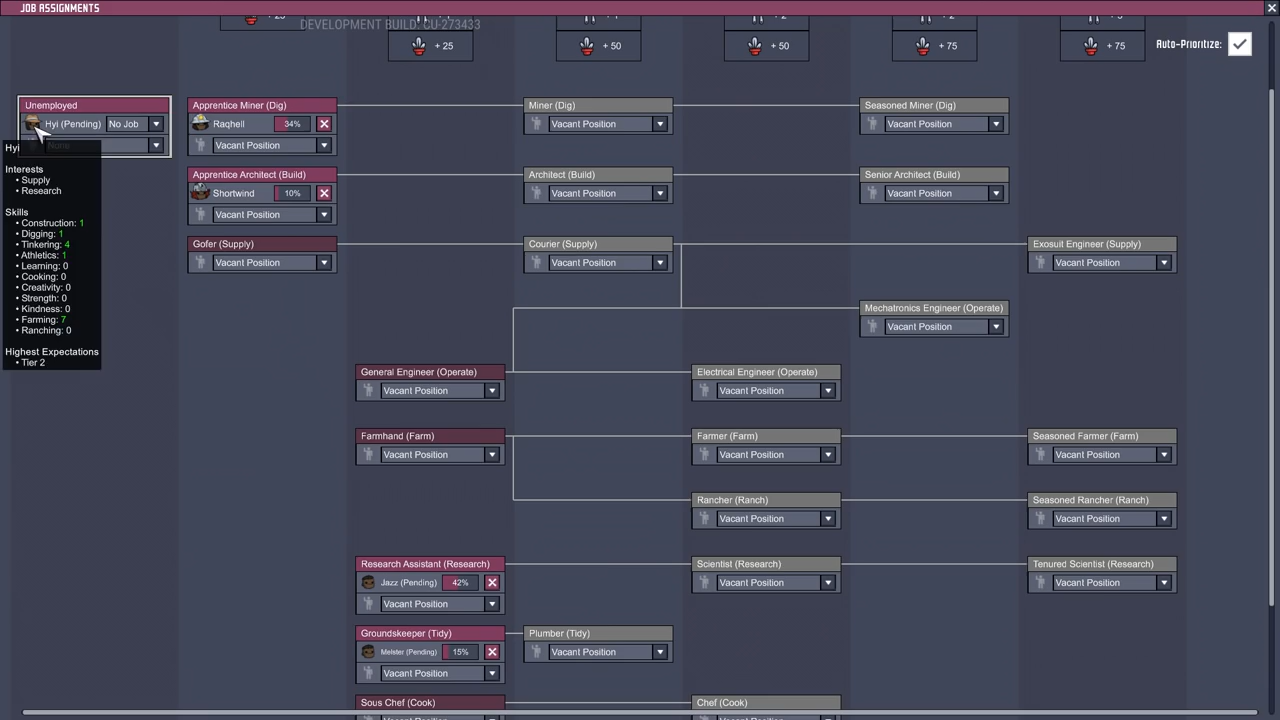 JOB ASSIGNMENTS
DEVELOPMENT BUILD: CU-273433
+ 25
+ 50
+ 50
+ 75
+ 75
Auto-Prioritize:
Unemployed
Hyi (Pending) No Job
None
Hyi
Interests
• Supply
• Research
Skills
• Construction: 1
• Digging: 1
• Tinkering: 4
• Athletics: 1
• Learning: 0
• Cooking: 0
• Creativity: 0
• Strength: 0
• Kindness: 0
• Farming: 7
• Ranching: 0
Highest Expectations
• Tier 2
Apprentice Miner (Dig)
Raqhell 34%
Vacant Position
Miner (Dig)
Vacant Position
Seasoned Miner (Dig)
Vacant Position
Apprentice Architect (Build)
Shortwind 10%
Vacant Position
Architect (Build)
Vacant Position
Senior Architect (Build)
Vacant Position
Gofer (Supply)
Vacant Position
Courier (Supply)
Vacant Position
Exosuit Engineer (Supply)
Vacant Position
Mechatronics Engineer (Operate)
Vacant Position
General Engineer (Operate)
Vacant Position
Electrical Engineer (Operate)
Vacant Position
Farmhand (Farm)
Vacant Position
Farmer (Farm)
Vacant Position
Seasoned Farmer (Farm)
Vacant Position
Rancher (Ranch)
Vacant Position
Seasoned Rancher (Ranch)
Vacant Position
Research Assistant (Research)
Jazz (Pending) 42%
Vacant Position
Scientist (Research)
Vacant Position
Tenured Scientist (Research)
Vacant Position
Groundskeeper (Tidy)
Meister (Pending) 15%
Vacant Position
Plumber (Tidy)
Vacant Position
Sous Chef (Cook)
Chef (Cook)